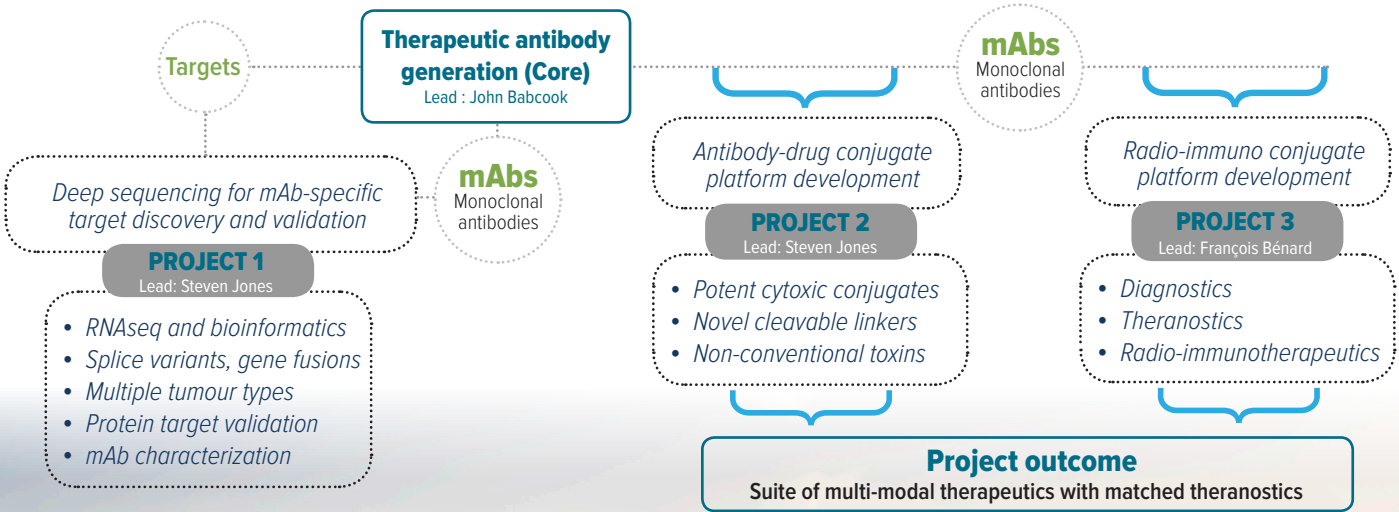 Targets
Therapeutic antibody
generation (Core)
Lead : John Babcook
mAbs
Monoclonal
antibodies
Deep sequencing for mAb-specific
target discovery and validation
mAbs
Monoclonal
antibodies
PROJECT 1
Lead: Steven Jones
• RNAseq and bioinformatics
• Splice variants, gene fusions
• Multiple tumour types
• Protein target validation
• mAb characterization
Antibody-drug conjugate
platform development
PROJECT 2
Lead: Steven Jones
• Potent cytoxic conjugates
• Novel cleavable linkers
• Non-conventional toxins
Radio-immuno conjugate
platform development
PROJECT 3
Lead: François Bénard
• Diagnostics
• Theranostics
• Radio-immunotherapeutics
Project outcome
Suite of multi-modal therapeutics with matched theranostics